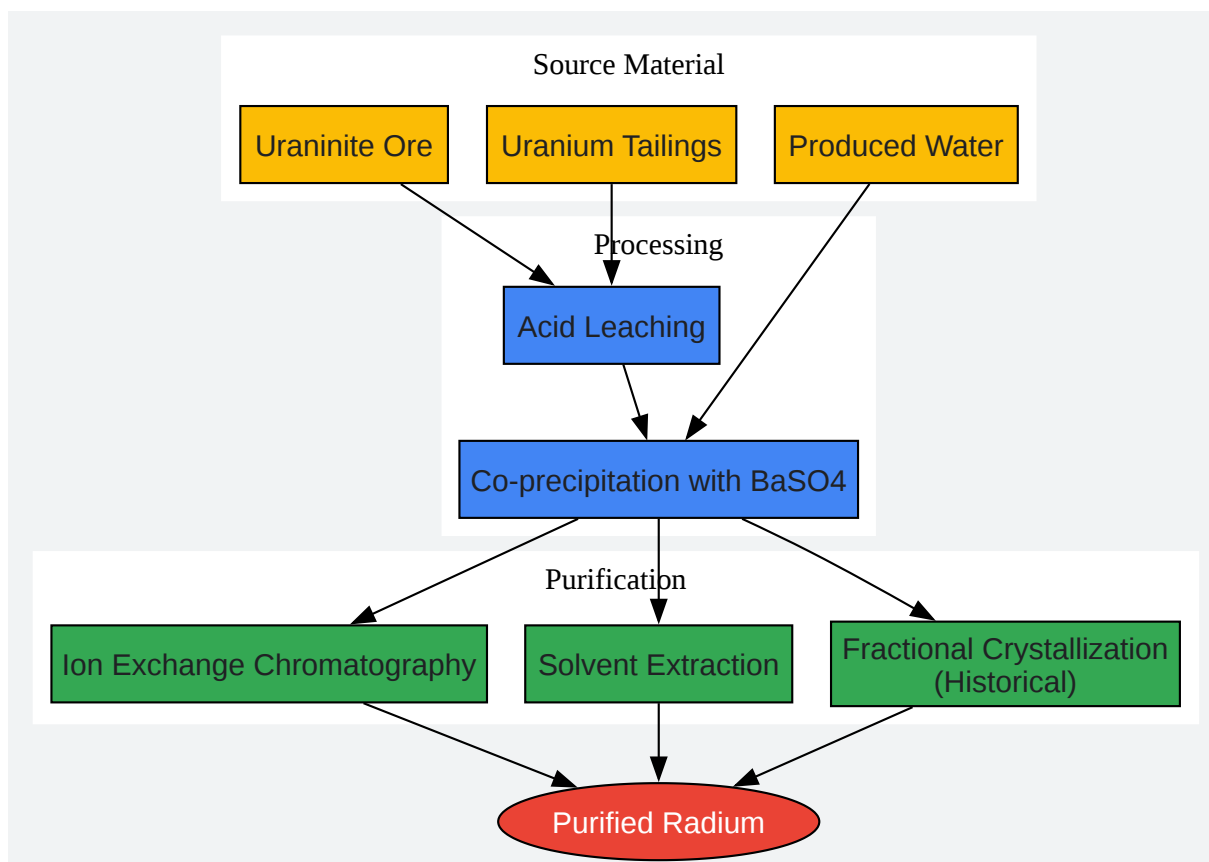 Source Material
Uraninite Ore
Uranium Tailings
Produced Water
Processing
Acid Leaching
Co-precipitation with BaSO4
Purification
Ion Exchange Chromatography
Solvent Extraction
Fractional Crystallization
(Historical)
Purified Radium